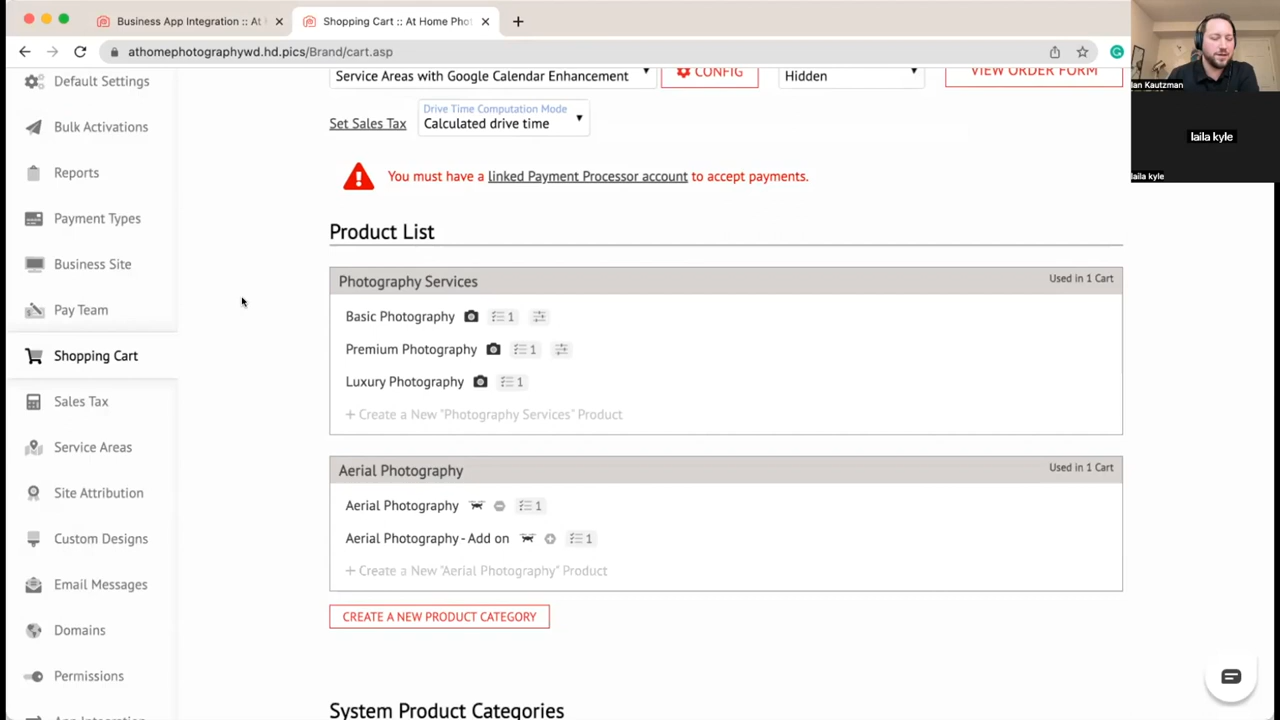 Business App Integration :: At
Shopping Cart :: At Home Phot
athomephotographywd.hd.pics/Brand/cart.asp
Default Settings
Bulk Activations
Reports
Payment Types
Business Site
Pay Team
Shopping Cart
Sales Tax
Service Areas
Site Attribution
Custom Designs
Email Messages
Domains
Permissions
App Integration
Service Areas with Google Calendar Enhancement
CONFIG
Hidden
VIEW ORDER FORM
Set Sales Tax
Drive Time Computation Mode
Calculated drive time
You must have a linked Payment Processor account to accept payments.
Product List
Photography Services
Used in 1 Cart
Basic Photography 1
Premium Photography 1
Luxury Photography 1
+ Create a New "Photography Services" Product
Aerial Photography
Used in 1 Cart
Aerial Photography 1
Aerial Photography - Add on 1
+ Create a New "Aerial Photography" Product
CREATE A NEW PRODUCT CATEGORY
System Product Categories
Kautzman
laila kyle
laila kyle